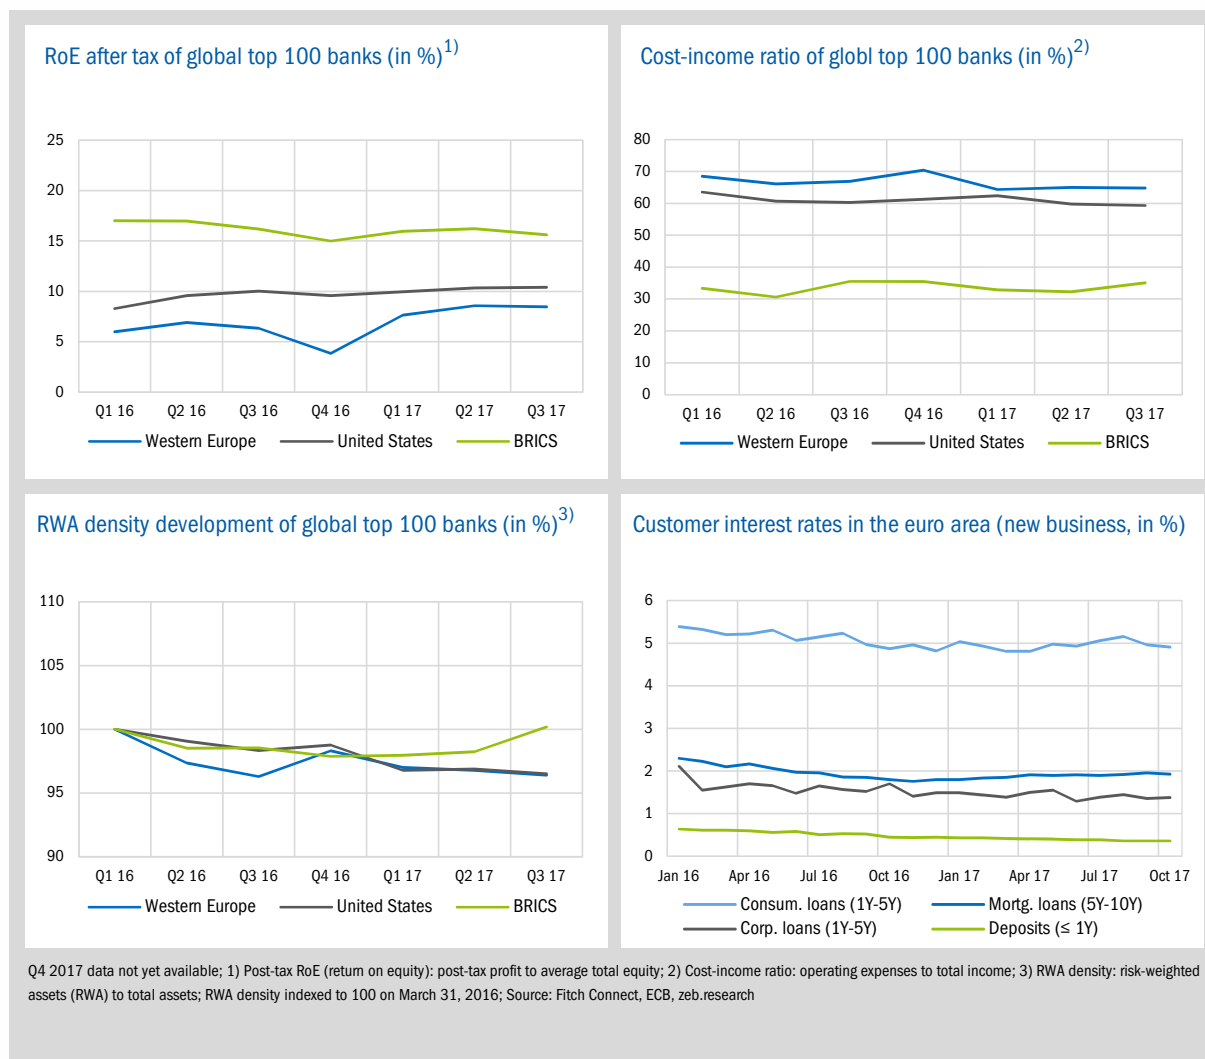 RoE after tax of global top 100 banks (in %)1)
25
20
15
10
5
0
Q1 16 Q2 16 Q3 16 Q4 16 Q1 17 Q2 17 Q3 17
Western Europe United States BRICS
Cost-income ratio of globl top 100 banks (in %)2)
80
70
60
50
40
30
20
10
0
Q1 16 Q2 16 Q3 16 Q4 16 Q1 17 Q2 17 Q3 17
Western Europe United States BRICS
RWA density development of global top 100 banks (in %)3)
110
105
100
95
90
Q1 16 Q2 16 Q3 16 Q4 16 Q1 17 Q2 17 Q3 17
Western Europe United States BRICS
Customer interest rates in the euro area (new business, in %)
6
5
4
3
2
1
0
Jan 16 Apr 16 Jul 16 Oct 16 Jan 17 Apr 17 Jul 17 Oct 17
Consum. loans (1Y-5Y) Mortg. loans (5Y-10Y)
Corp. loans (1Y-5Y) Deposits (≤ 1Y)
Q4 2017 data not yet available; 1) Post-tax RoE (return on equity): post-tax profit to average total equity; 2) Cost-income ratio: operating expenses to total income; 3) RWA density: risk-weighted
assets (RWA) to total assets; RWA density indexed to 100 on March 31, 2016; Source: Fitch Connect, ECB, zeb.research